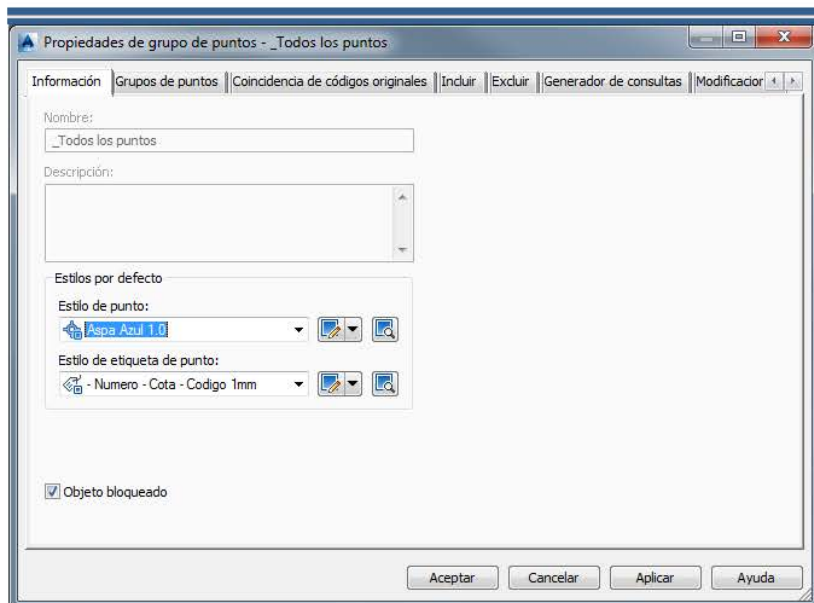 Propiedades de grupo de puntos - _Todos los puntos
Información Grupos de puntos Coincidencia de códigos originales Incluir Excluir Generador de consultas Modificacior
Nombre:
_Todos los puntos
Descripción:
Estilos por defecto
Estilo de punto:
Aspa Azul 1.0
Estilo de etiqueta de punto:
- Numero - Cota - Codigo 1mm
Objeto bloqueado
Aceptar Cancelar Aplicar Ayuda